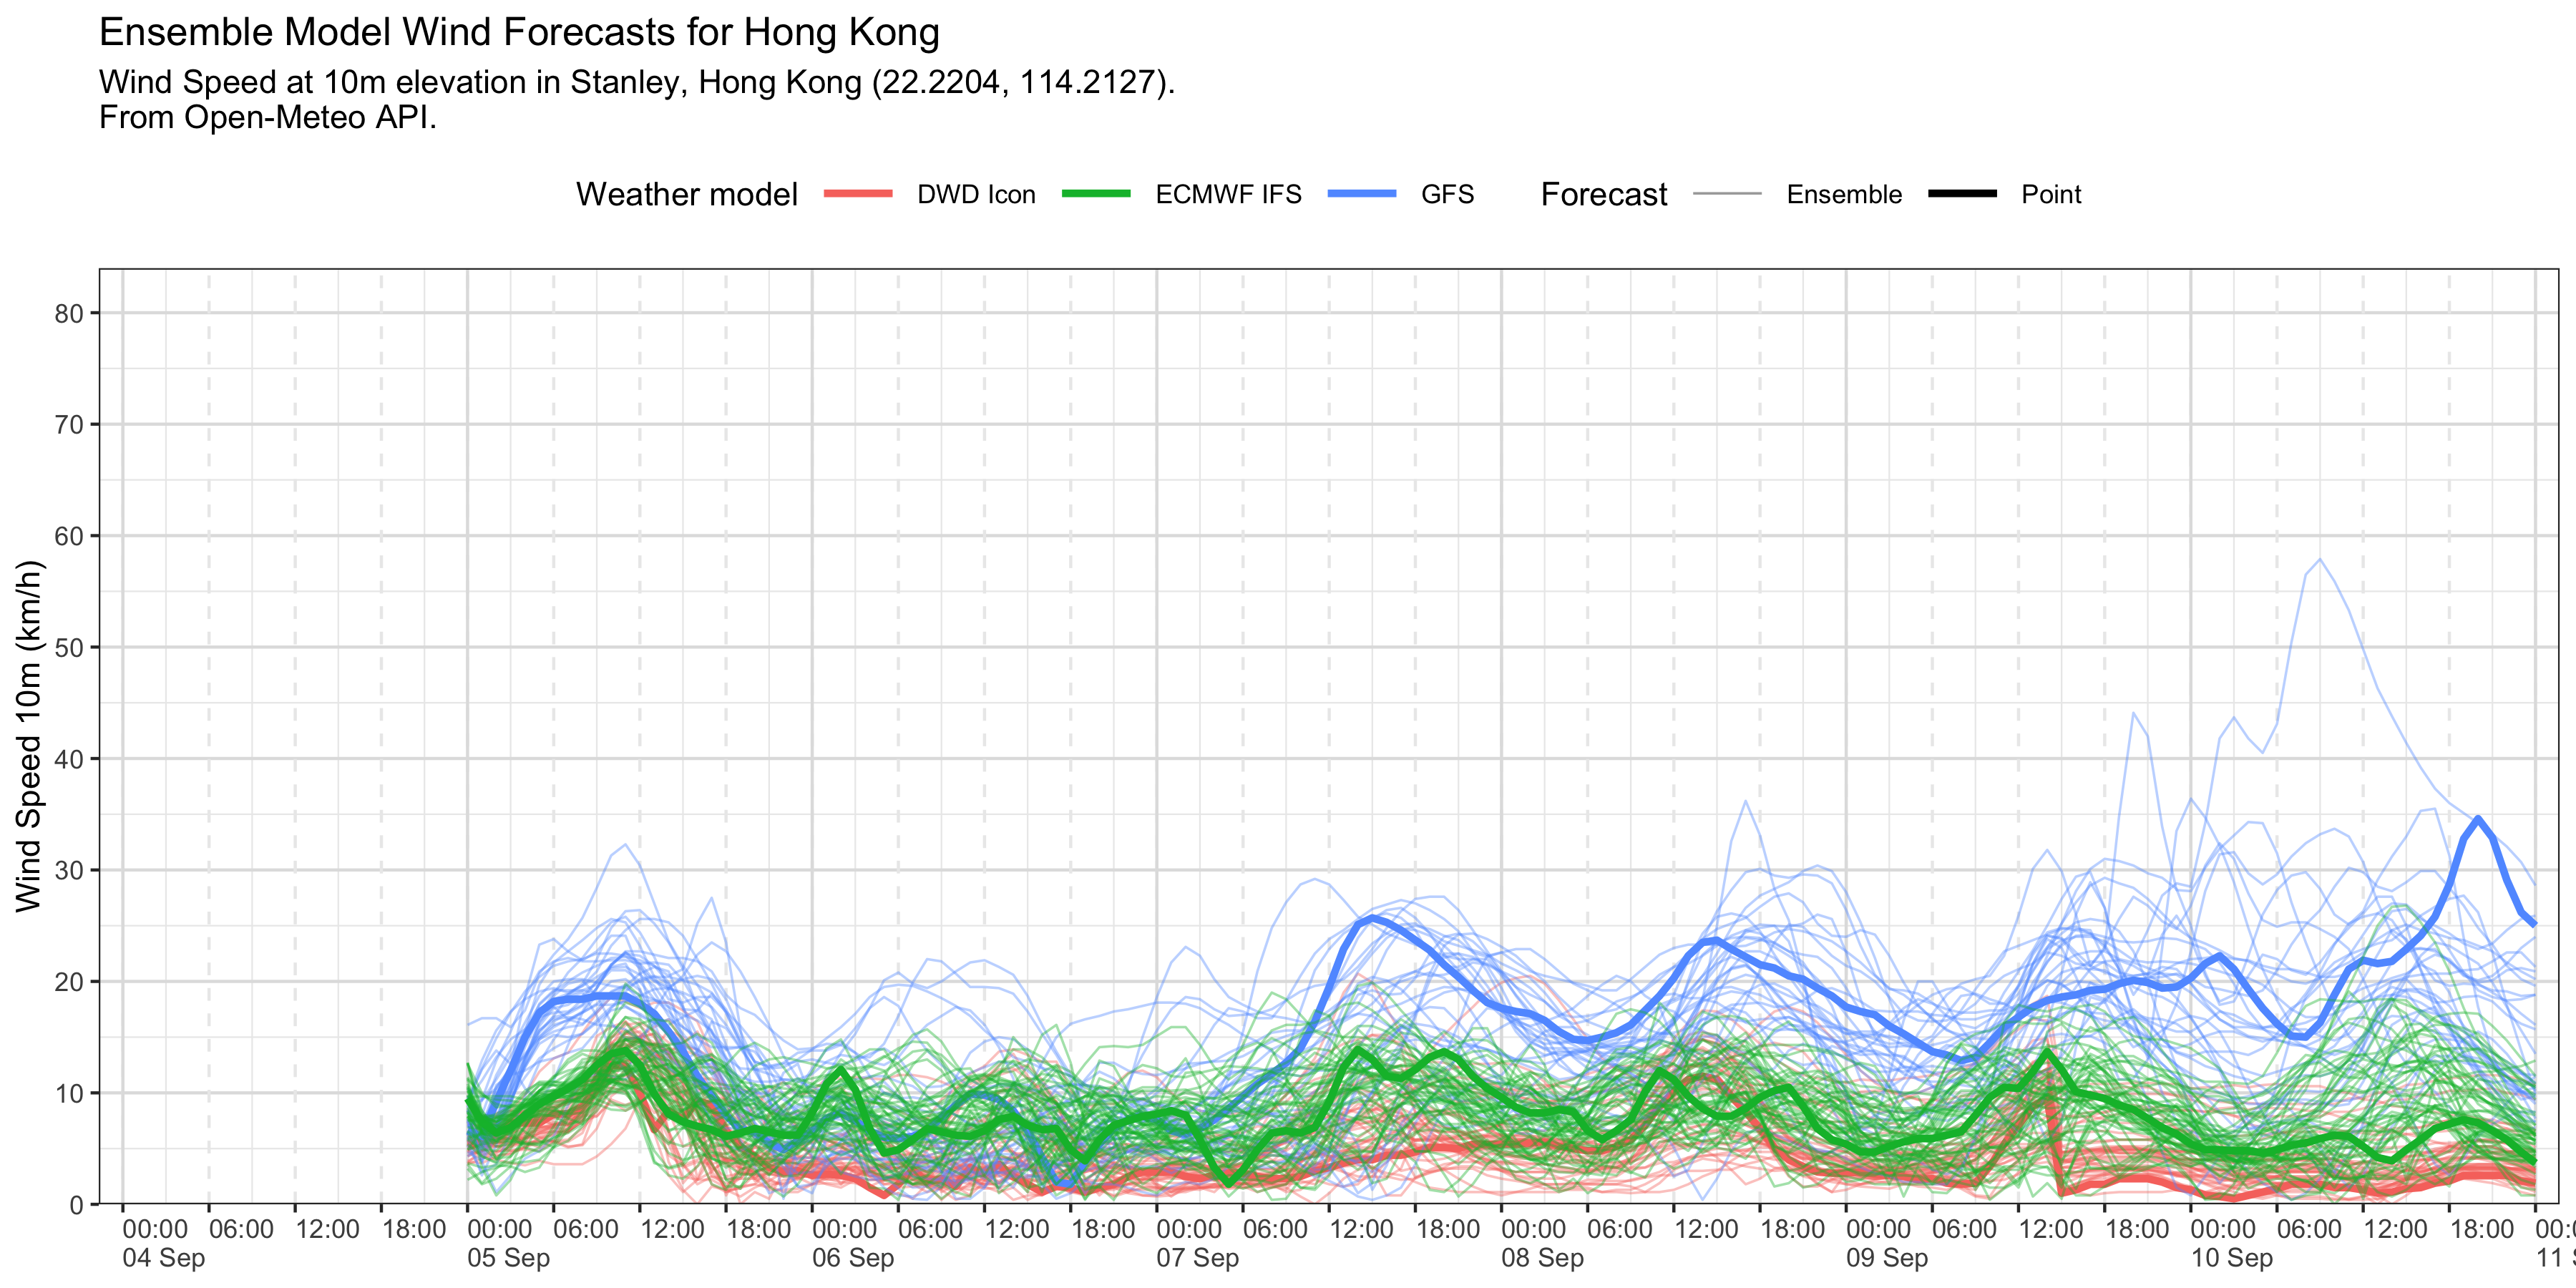 Ensemble Model Wind Forecasts for Hong Kong
Wind Speed at 10m elevation in Stanley, Hong Kong (22.2204, 114.2127).
From Open-Meteo API.
Weather model DWD Icon ECMWF IFS GFS Forecast Ensemble Point
Wind Speed 10m (km/h)
80
70
60
50
40
30
20
10
0
00:00 06:00 12:00 18:00 00:00 06:00 12:00 18:00 00:00 06:00 12:00 18:00 00:00 06:00 12:00 18:00 00:00 06:00 12:00 18:00 00:00 06:00 12:00 18:00 00:00 06:00 12:00 18:00
04 Sep 05 Sep 06 Sep 07 Sep 08 Sep 09 Sep 10 Sep 11